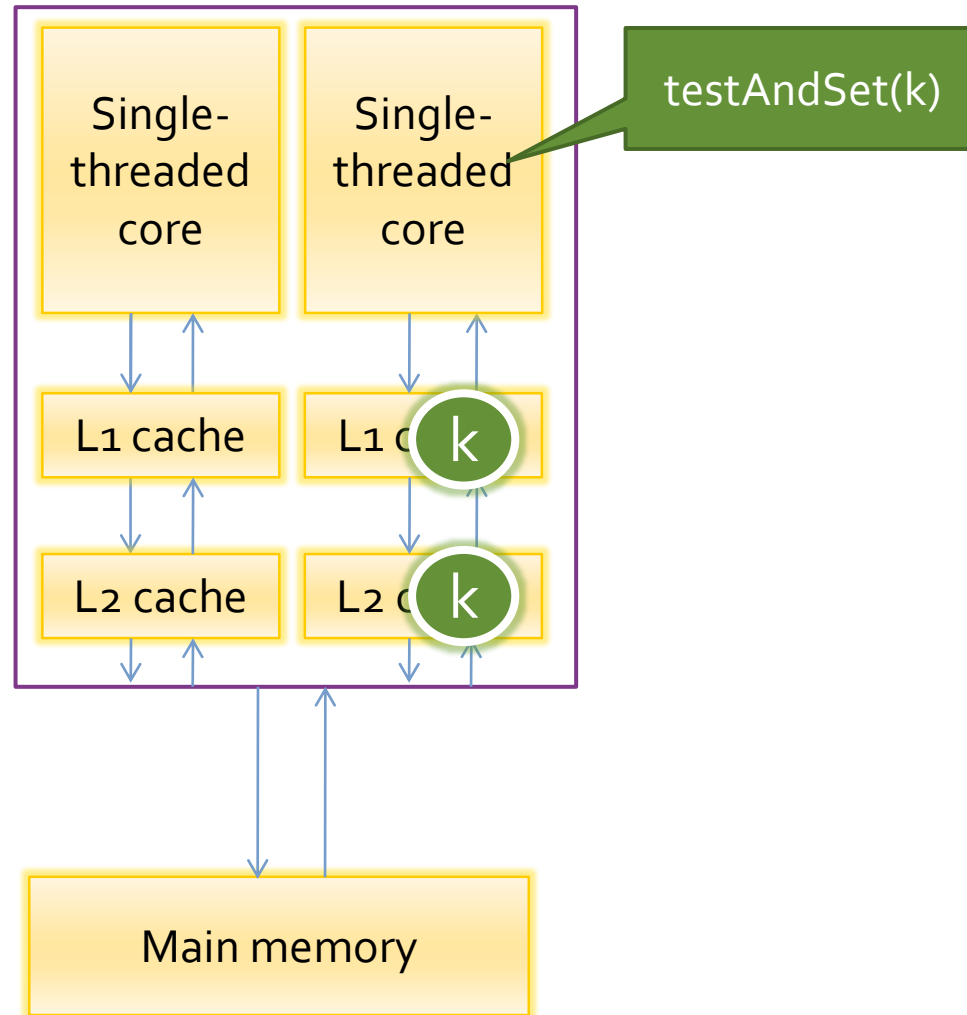 Single-
threaded
core
Single-
threaded
core
testAndSet(k)
L1 cache
L1 c
k
L2 cache
L2 c
k
Main memory